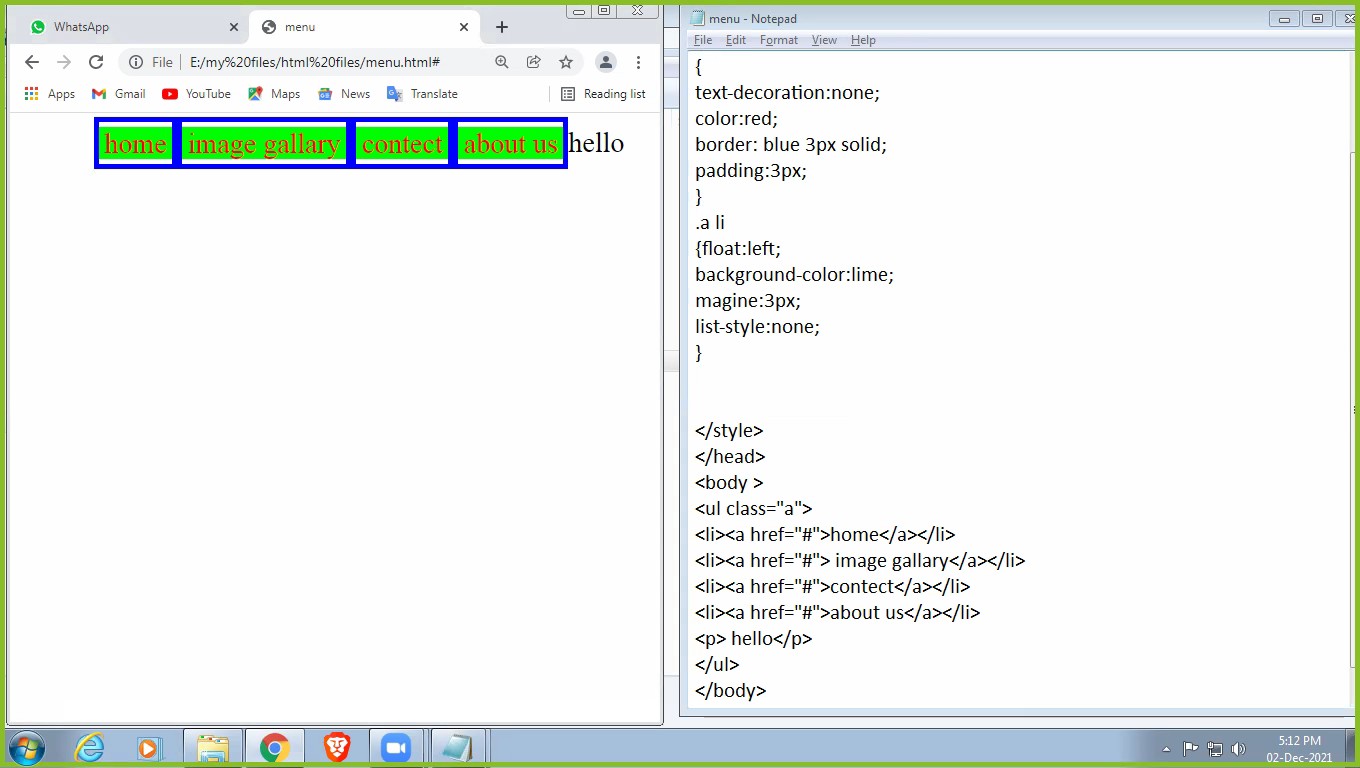 WhatsApp
menu
File
E:/my%20files/html%20files/menu.html#
Apps
Gmail
YouTube
Maps
News
Translate
Reading list
home image gallary contect about us hello
menu - Notepad
File Edit Format View Help
{
text-decoration:none;
color:red;
border: blue 3px solid;
padding:3px;
}
.a li
{float:left;
background-color:lime;
magine:3px;
list-style:none;
}
</style>
</head>
<body >
<ul class="a">
<li><a href="#">home</a></li>
<li><a href="#"> image gallary</a></li>
<li><a href="#">contect</a></li>
<li><a href="#">about us</a></li>
<p> hello</p>
</ul>
</body>
5:12 PM
02-Dec-2021